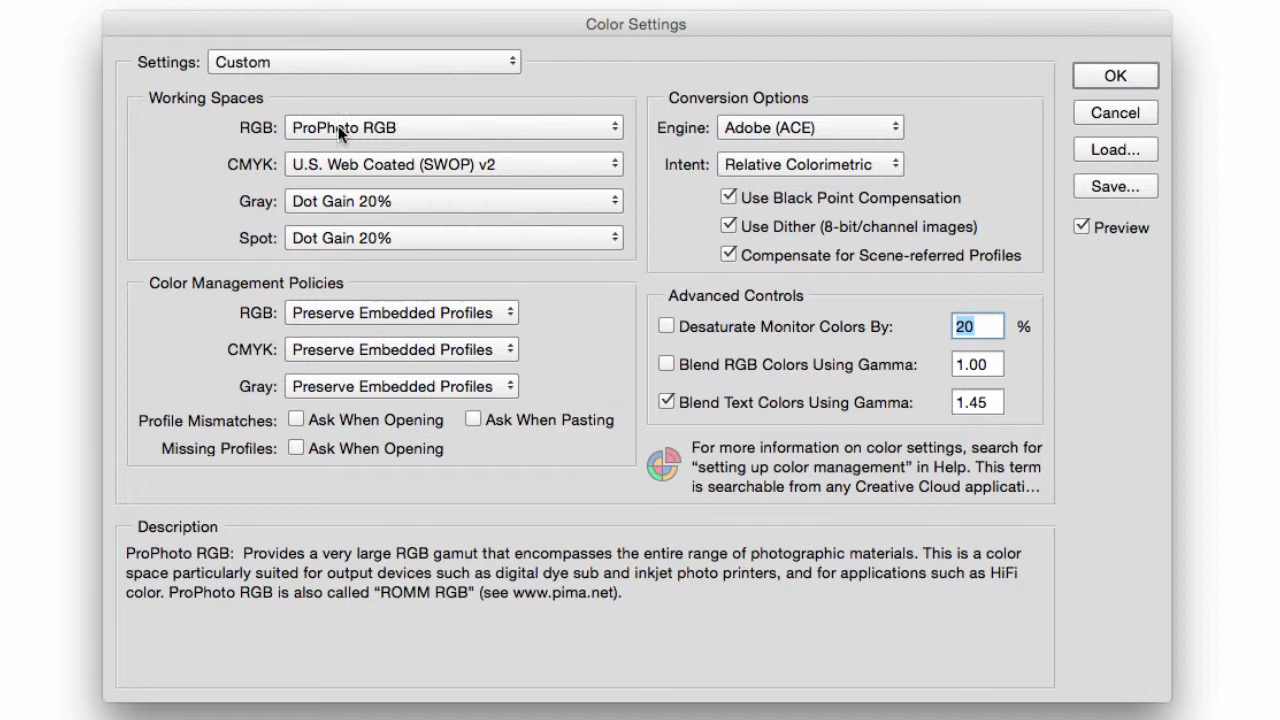 Color Settings
Settings: Custom
OK
Cancel
Load...
Save...
Preview
Working Spaces
RGB: ProPhoto RGB
CMYK: U.S. Web Coated (SWOP) v2
Gray: Dot Gain 20%
Spot: Dot Gain 20%
Conversion Options
Engine: Adobe (ACE)
Intent: Relative Colorimetric
Use Black Point Compensation
Use Dither (8-bit/channel images)
Compensate for Scene-referred Profiles
Color Management Policies
RGB: Preserve Embedded Profiles
CMYK: Preserve Embedded Profiles
Gray: Preserve Embedded Profiles
Profile Mismatches: Ask When Opening Ask When Pasting
Missing Profiles: Ask When Opening
Advanced Controls
Desaturate Monitor Colors By: 20 %
Blend RGB Colors Using Gamma: 1.00
Blend Text Colors Using Gamma: 1.45
For more information on color settings, search for
“setting up color management” in Help. This term
is searchable from any Creative Cloud applicati...
Description
ProPhoto RGB: Provides a very large RGB gamut that encompasses the entire range of photographic materials. This is a color
space particularly suited for output devices such as digital dye sub and inkjet photo printers, and for applications such as HiFi
color. ProPhoto RGB is also called “ROMM RGB” (see www.pima.net).